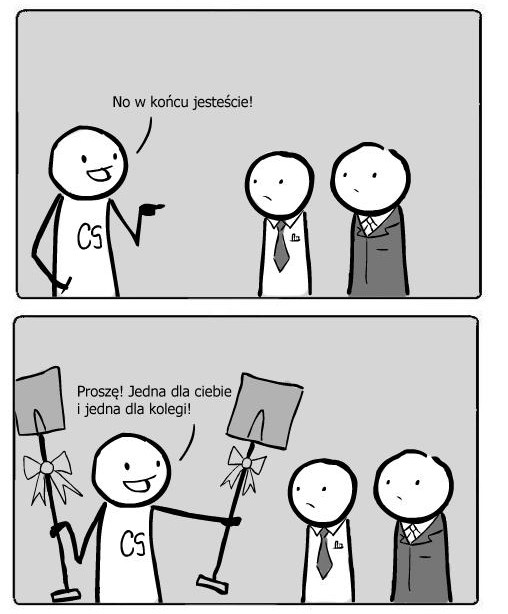 No w końcu jesteście!
CS
Proszę! Jedna dla ciebie
i jedna dla kolegi!
CS